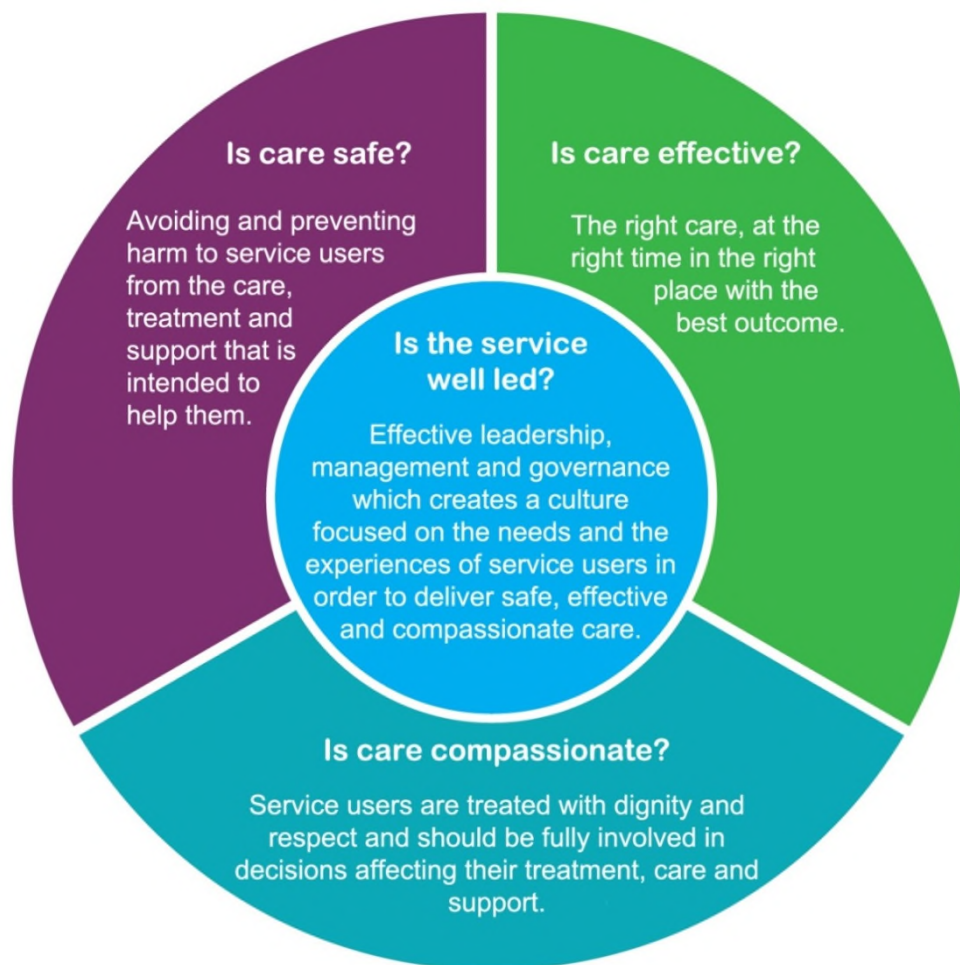 Is care safe?
Avoiding and preventing
harm to service users
from the care,
treatment and
support that is
intended to
help them.
Is care effective?
The right care, at the
right time in the right
place with the
best outcome.
Is the service
well led?
Effective leadership,
management and governance
which creates a culture
focused on the needs and the
experiences of service users in
order to deliver safe, effective
and compassionate care.
Is care compassionate?
Service users are treated with dignity and
respect and should be fully involved in
decisions affecting their treatment, care and
support.